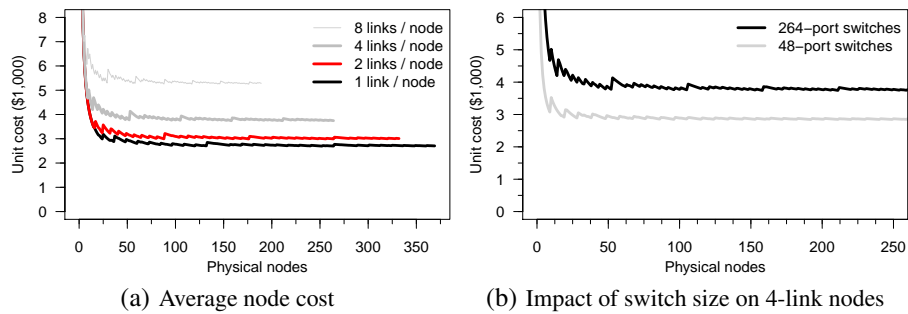 8 links / node
4 links / node
2 links / node
1 link / node
Unit cost ($1,000)
8
7
6
5
4
3
2
1
0
0 50 100 150 200 250 300 350
Physical nodes
(a) Average node cost
264−port switches
48−port switches
Unit cost ($1,000)
6
5
4
3
2
1
0
0 50 100 150 200 250
Physical nodes
(b) Impact of switch size on 4-link nodes